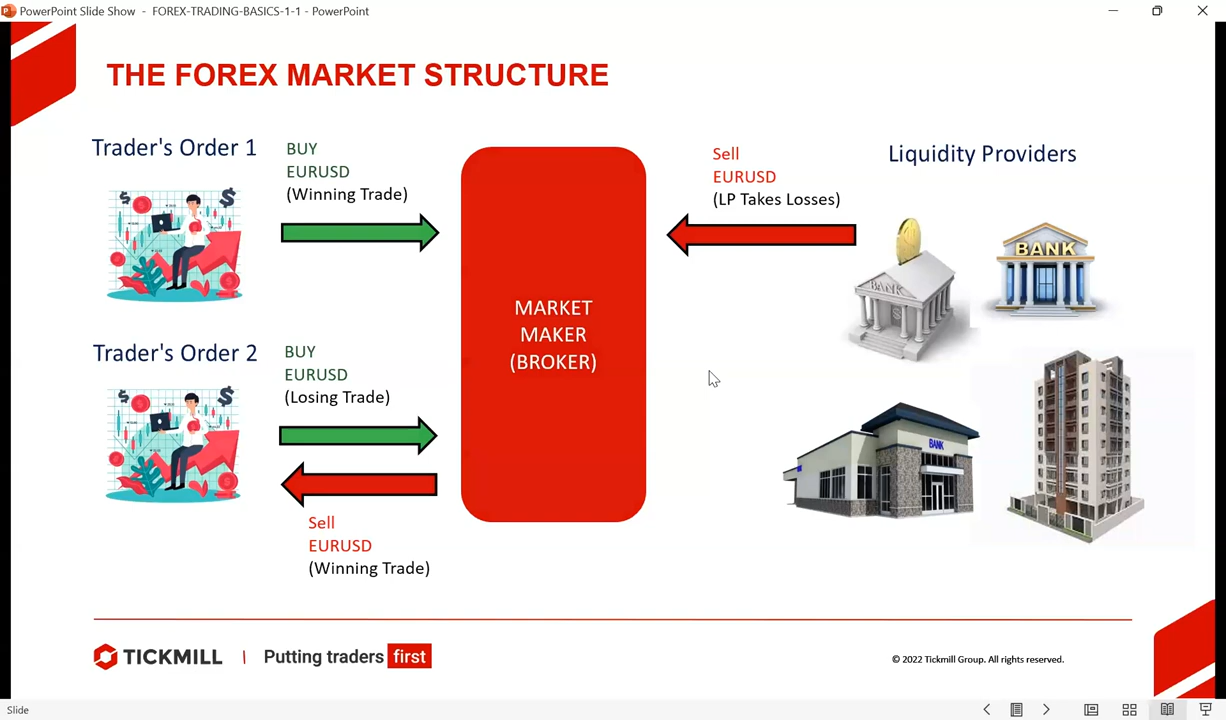 PowerPoint Slide Show - FOREX-TRADING-BASICS-1-1 - PowerPoint
THE FOREX MARKET STRUCTURE
Trader's Order 1
BUY
EURUSD
(Winning Trade)
Sell
EURUSD
(LP Takes Losses)
Liquidity Providers
BANK
BANK
MARKET
MAKER
(BROKER)
Trader's Order 2
BUY
EURUSD
(Losing Trade)
BANK
Sell
EURUSD
(Winning Trade)
TICKMILL | Putting traders first
© 2022 Tickmill Group. All rights reserved.
Slide